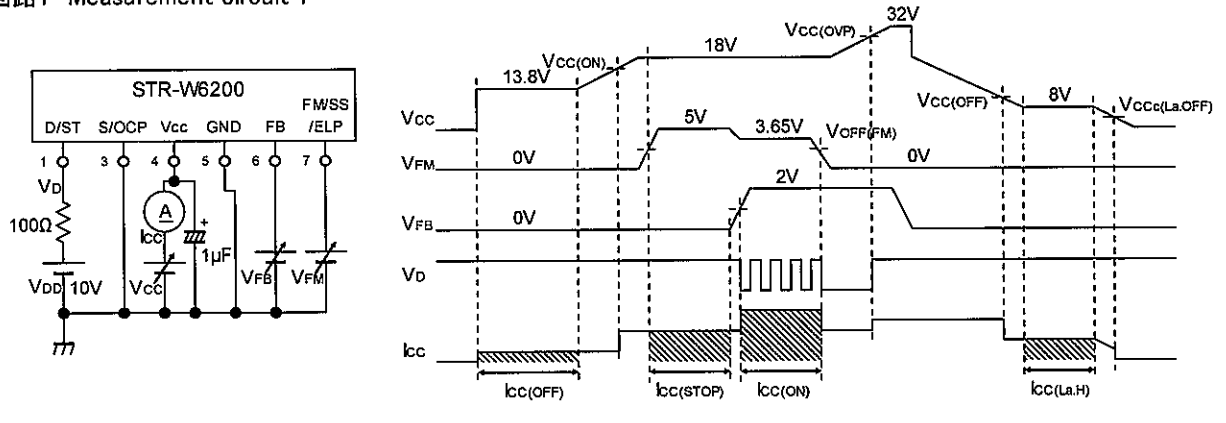 回路1 Measurement circuit 1
STR-W6200
D/ST S/OCP Vcc GND FB FM/SS
/ELP
1 3 4 5 6 7
VD
100Ω
A
Icc
+
1μF
VDD 10V
VCC
VFB
VFM
VCC
13.8V
VCC(ON)
18V
VCC(OVP)
32V
VCC(OFF)
8V
VCCc(La.OFF)
VFM
0V
5V
3.65V
VOFF(FM)
0V
VFB
0V
2V
VD
Icc
ICC(OFF)
ICC(STOP)
ICC(ON)
ICC(La.H)